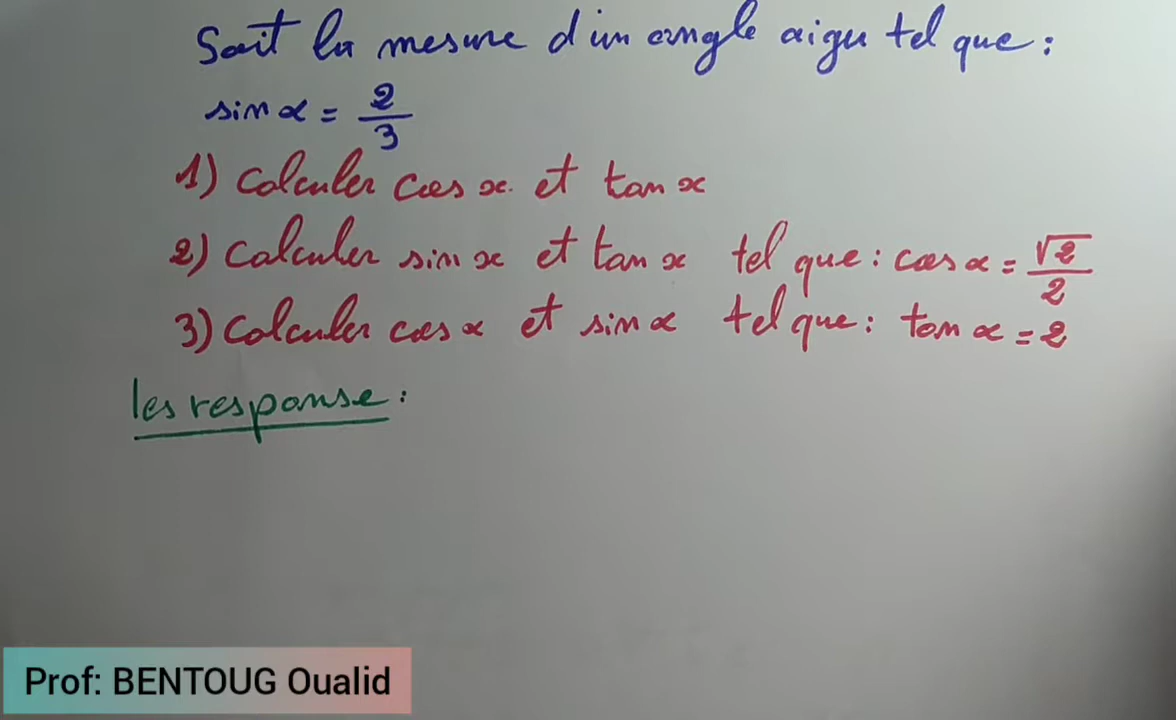 Soit la mesure d'un angle aigu tel que :
sin α = 2/3
1) Calculer cos x et tan x
2) Calculer sin x et tan x tel que : cos α = √2/2
3) Calculer cos α et sin α tel que : tan α = 2
les response :
Prof: BENTOUG Oualid